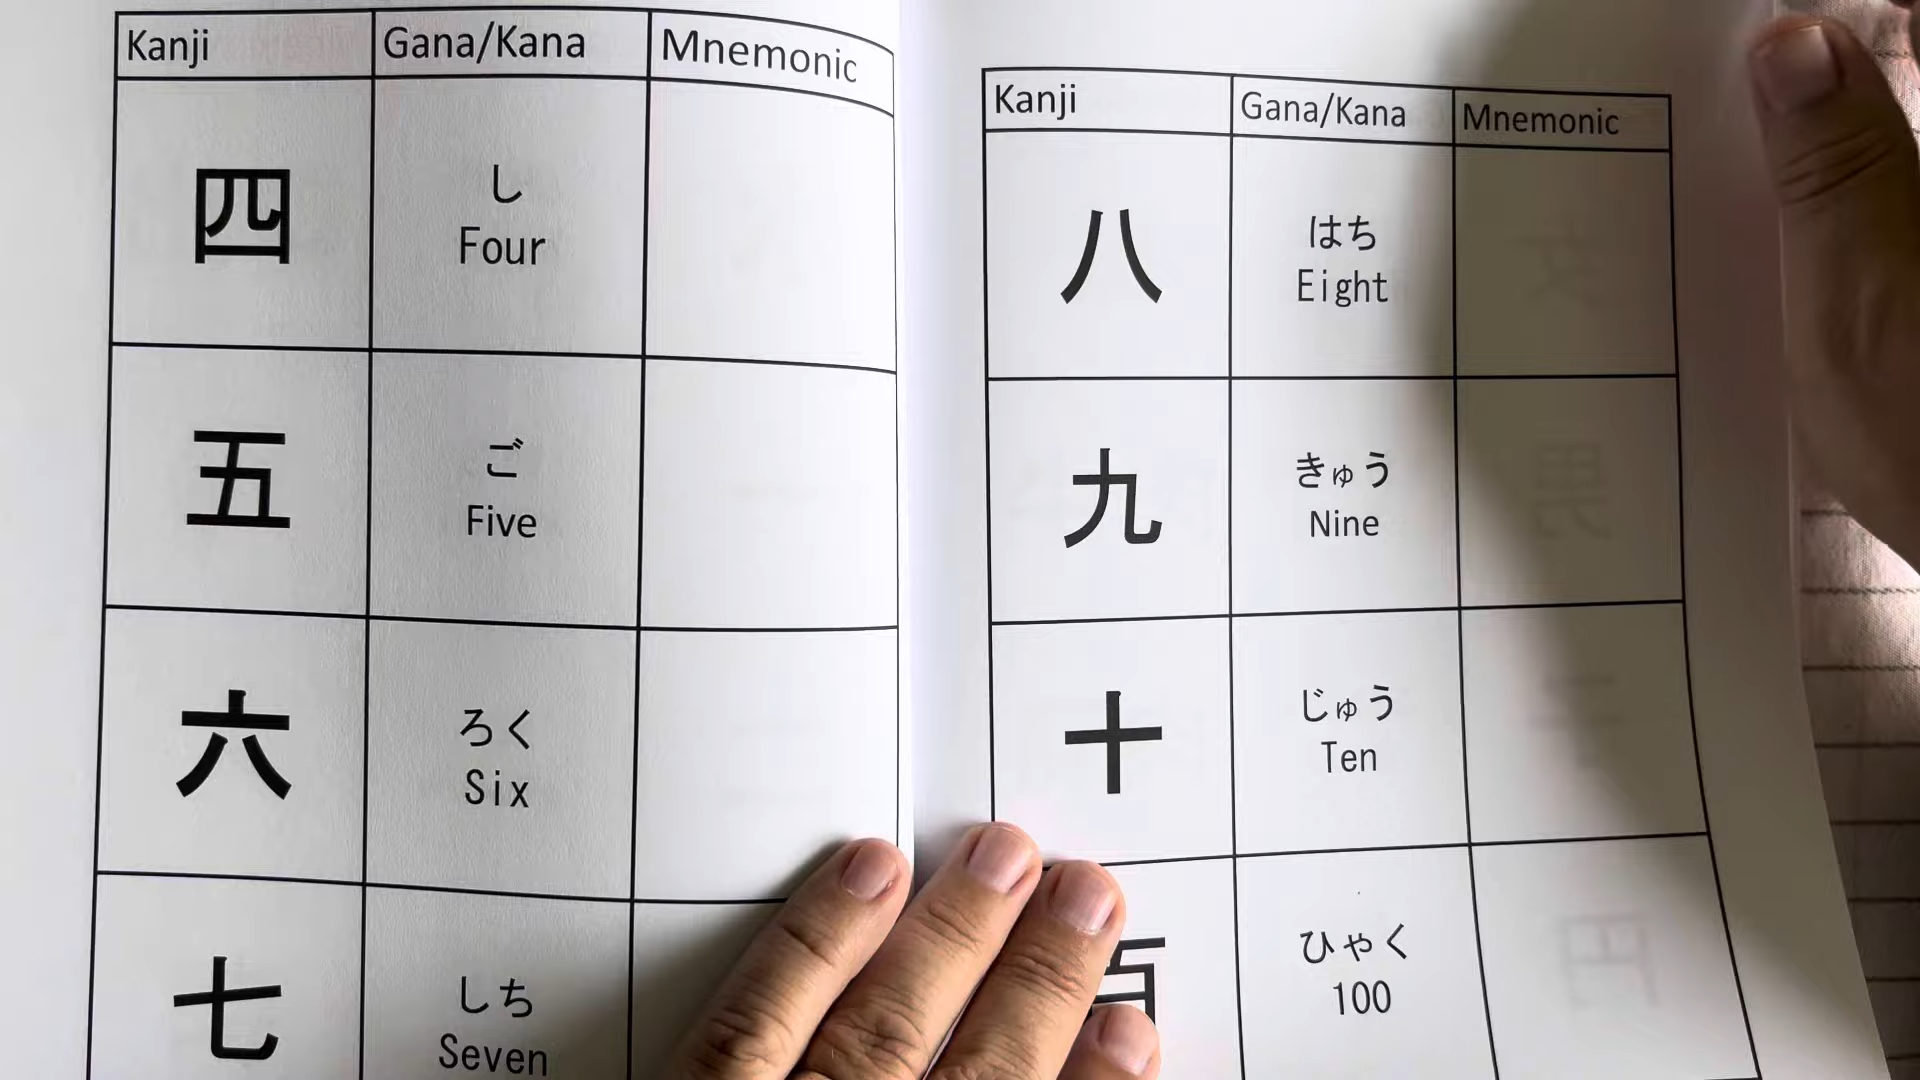 Kanji Gana/Kana Mnemonic
四 し
Four
五 ご
Five
六 ろく
Six
七 しち
Seven
Kanji Gana/Kana Mnemonic
八 はち
Eight
九 きゅう
Nine
十 じゅう
Ten
ひゃく
100